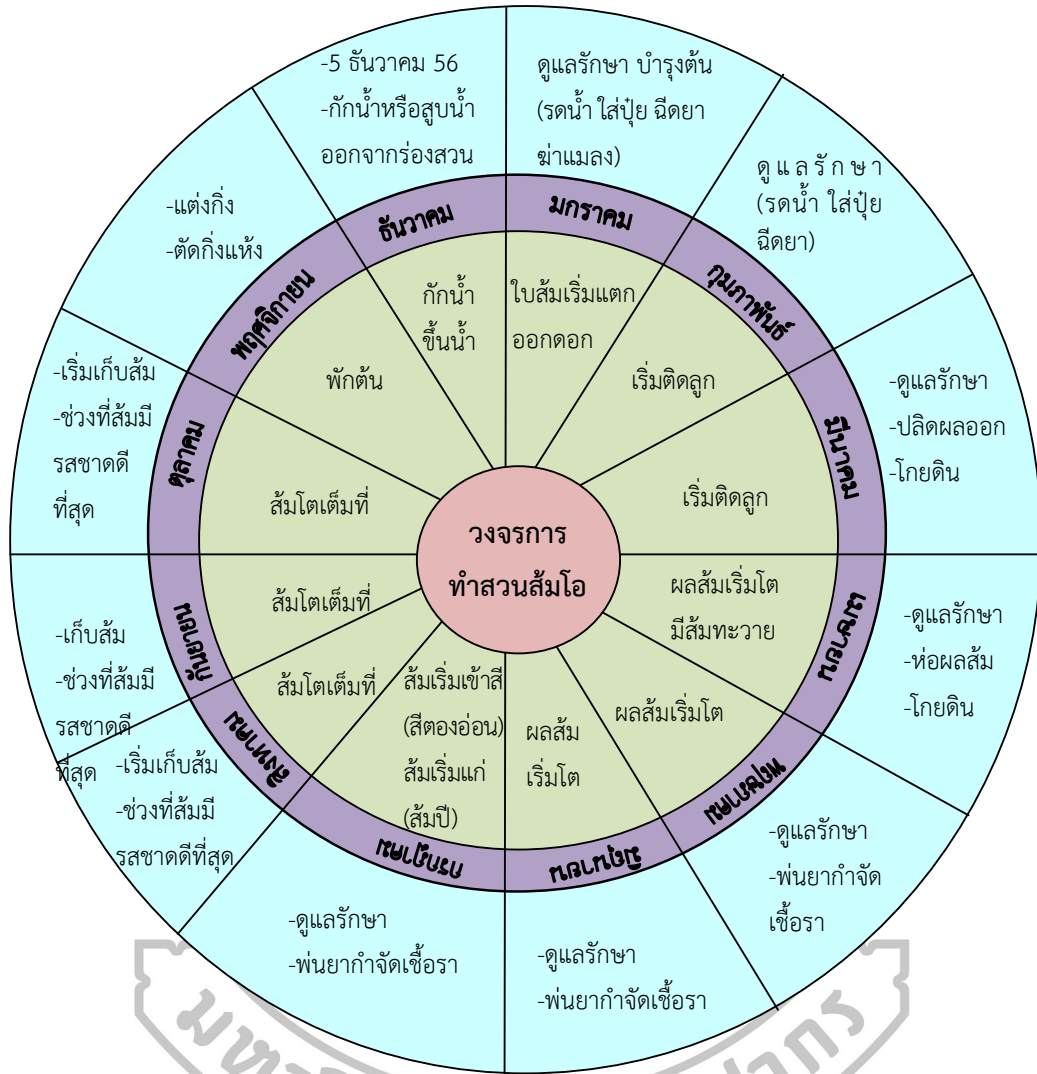 วงจรการ
ทำสวนส้มโอ
มกราคม
ดูแลรักษา บำรุงต้น
(รดน้ำ ใส่ปุ๋ย ฉีดยา
ฆ่าแมลง)
ใบส้มเริ่มแตก
ออกดอก
กุมภาพันธ์
ดูแลรักษา
(รดน้ำ ใส่ปุ๋ย
ฉีดยา)
เริ่มติดลูก
มีนาคม
-ดูแลรักษา
-ปลิดผลออก
-โกยดิน
เริ่มติดลูก
เมษายน
-ดูแลรักษา
-ห่อผลส้ม
-โกยดิน
ผลส้มเริ่มโต
มีส้มทะวาย
พฤษภาคม
-ดูแลรักษา
-พ่นยากำจัด
เชื้อรา
ผลส้มเริ่มโต
มิถุนายน
-ดูแลรักษา
-พ่นยากำจัดเชื้อรา
ผลส้ม
เริ่มโต
กรกฎาคม
-ดูแลรักษา
-พ่นยากำจัดเชื้อรา
ส้มเริ่มเข้าสี
(สีตองอ่อน)
ส้มเริ่มแก่
(ส้มปี)
สิงหาคม
-เริ่มเก็บส้ม
-ช่วงที่ส้มมี
รสชาดดีที่สุด
ส้มโตเต็มที่
กันยายน
-เก็บส้ม
-ช่วงที่ส้มมี
รสชาดดี
ที่สุด
ส้มโตเต็มที่
ตุลาคม
-เริ่มเก็บส้ม
-ช่วงที่ส้มมี
รสชาดดี
ที่สุด
ส้มโตเต็มที่
พฤศจิกายน
-แต่งกิ่ง
-ตัดกิ่งแห้ง
พักต้น
ธันวาคม
-5 ธันวาคม 56
-กักน้ำหรือสูบน้ำ
ออกจากร่องสวน
กักน้ำ
ขึ้นน้ำ